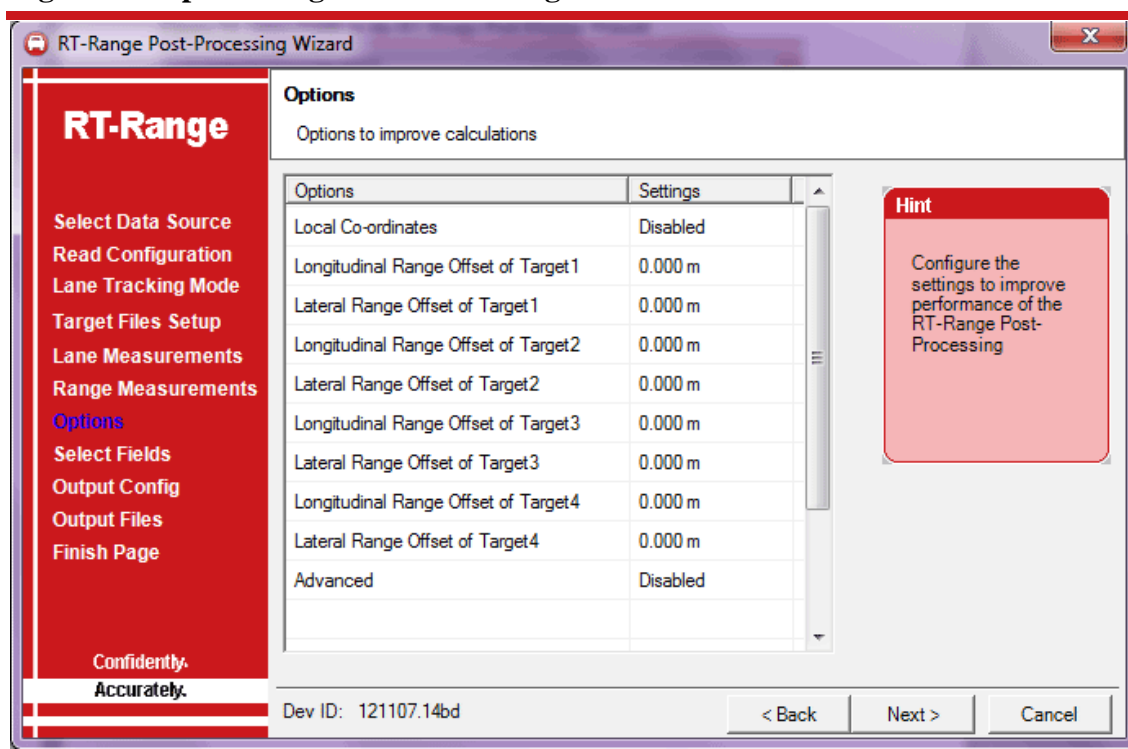 RT-Range Post-Processing Wizard
X
RT-Range
Select Data Source
Read Configuration
Lane Tracking Mode
Target Files Setup
Lane Measurements
Range Measurements
Options
Select Fields
Output Config
Output Files
Finish Page
Confidently.
Accurately.
Options
Options to improve calculations
Options Settings
Local Co-ordinates Disabled
Longitudinal Range Offset of Target1 0.000 m
Lateral Range Offset of Target1 0.000 m
Longitudinal Range Offset of Target2 0.000 m
Lateral Range Offset of Target2 0.000 m
Longitudinal Range Offset of Target3 0.000 m
Lateral Range Offset of Target3 0.000 m
Longitudinal Range Offset of Target4 0.000 m
Lateral Range Offset of Target4 0.000 m
Advanced Disabled
Hint
Configure the
settings to improve
performance of the
RT-Range Post-
Processing
Dev ID: 121107.14bd
< Back
Next >
Cancel